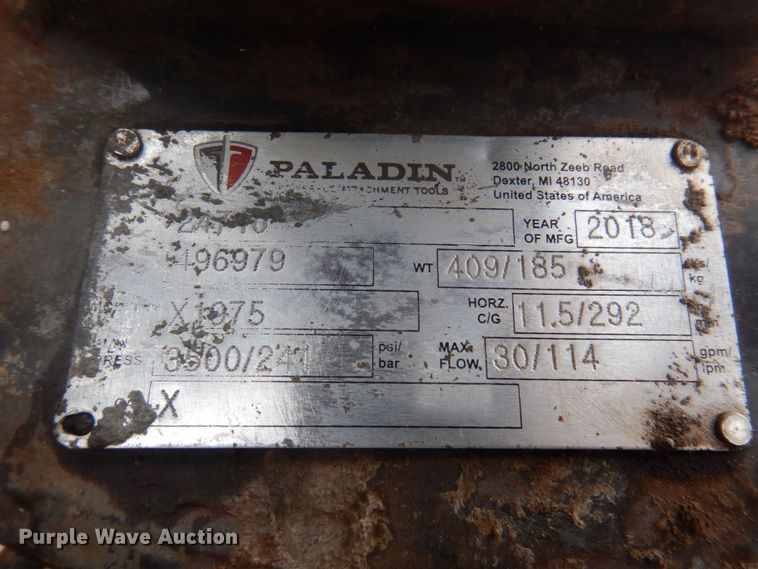 PALADIN
ATTACHMENT TOOLS
2800 North Zeeb Road
Dexter, MI 48130
United States of America
YEAR OF MFG 2018
496979 WT 409/185 kg
HORZ. C/G 11.5/292
PRESS psi/bar MAX FLOW 30/114 gpm/lpm
X
Purple Wave Auction